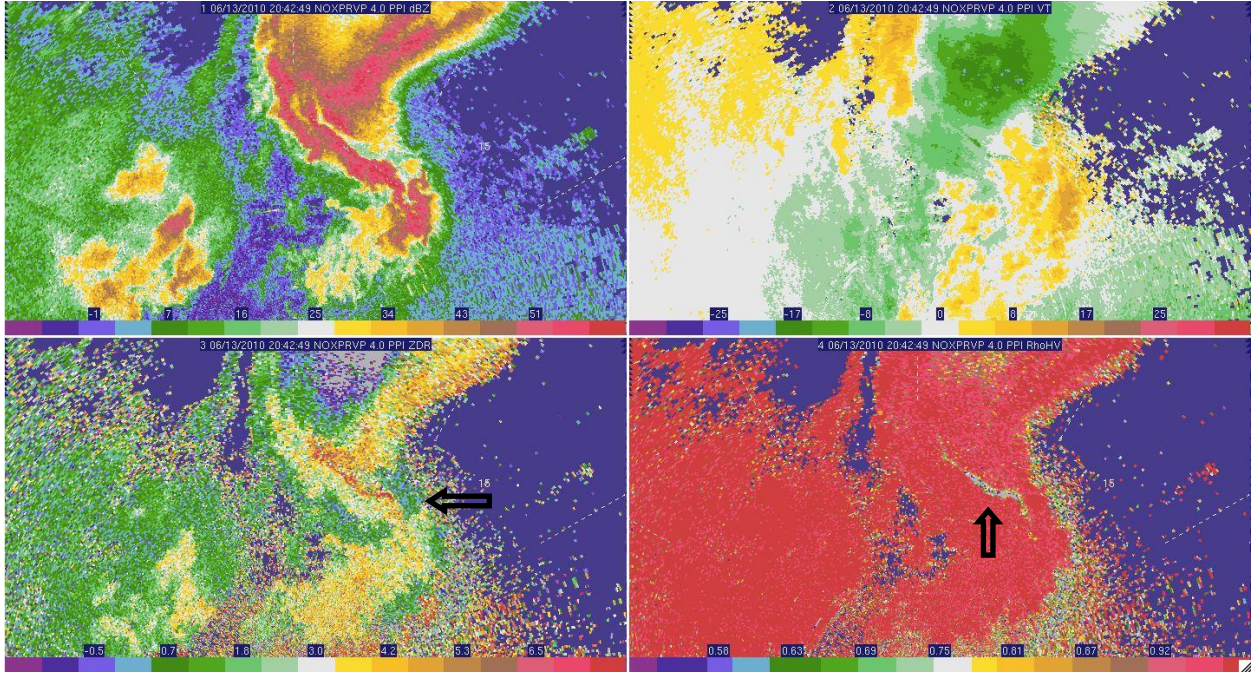 1 06/13/2010 20:42:49 NOXPRVP 4.0 PPI dBZ
15
-1 7 16 25 34 43 51
2 06/13/2010 20:42:49 NOXPRVP 4.0 PPI VT
15
-25 -17 -8 0 8 17 25
3 06/13/2010 20:42:49 NOXPRVP 4.0 PPI ZDR
15
-0.5 0.7 1.8 3.0 4.2 5.3 6.5
4 06/13/2010 20:42:49 NOXPRVP 4.0 PPI RhoHV
15
0.58 0.63 0.69 0.75 0.81 0.87 0.92